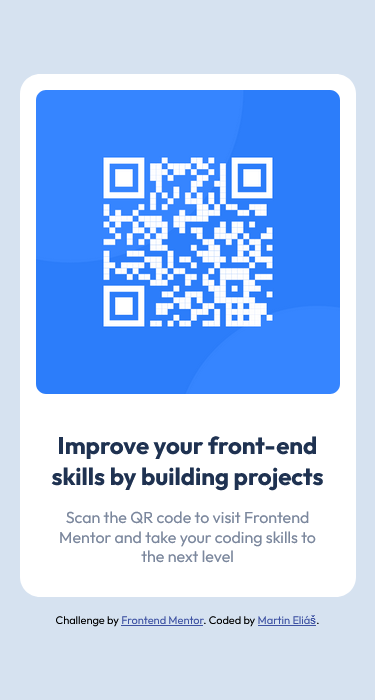 Improve your front-end
skills by building projects
Scan the QR code to visit Frontend
Mentor and take your coding skills to
the next level
Challenge by Frontend Mentor. Coded by Martin Eliáš.